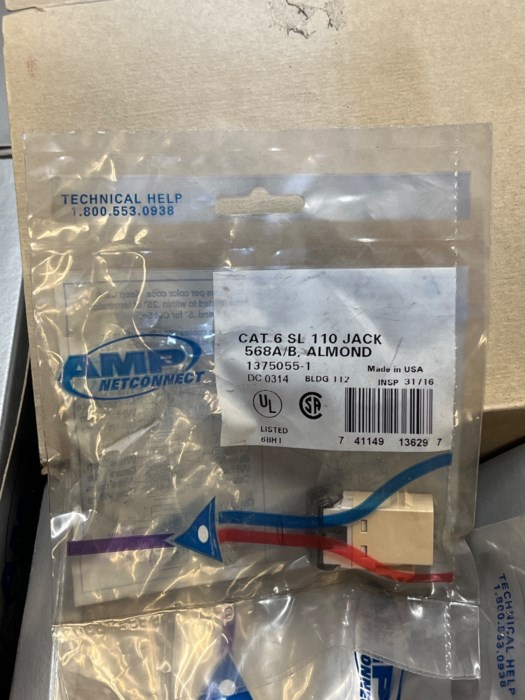 TECHNICAL HELP
1.800.553.0938
CAT 6 SL 110 JACK
568A/B, ALMOND
1375055-1
Made in USA
DC 0314 BLDG 112 INSP 31/16
UL
SA
LISTED
68H1
7 41149 13629 7
AMP
NETCONNECT
TECHNICAL HELP
1.800.553.0938